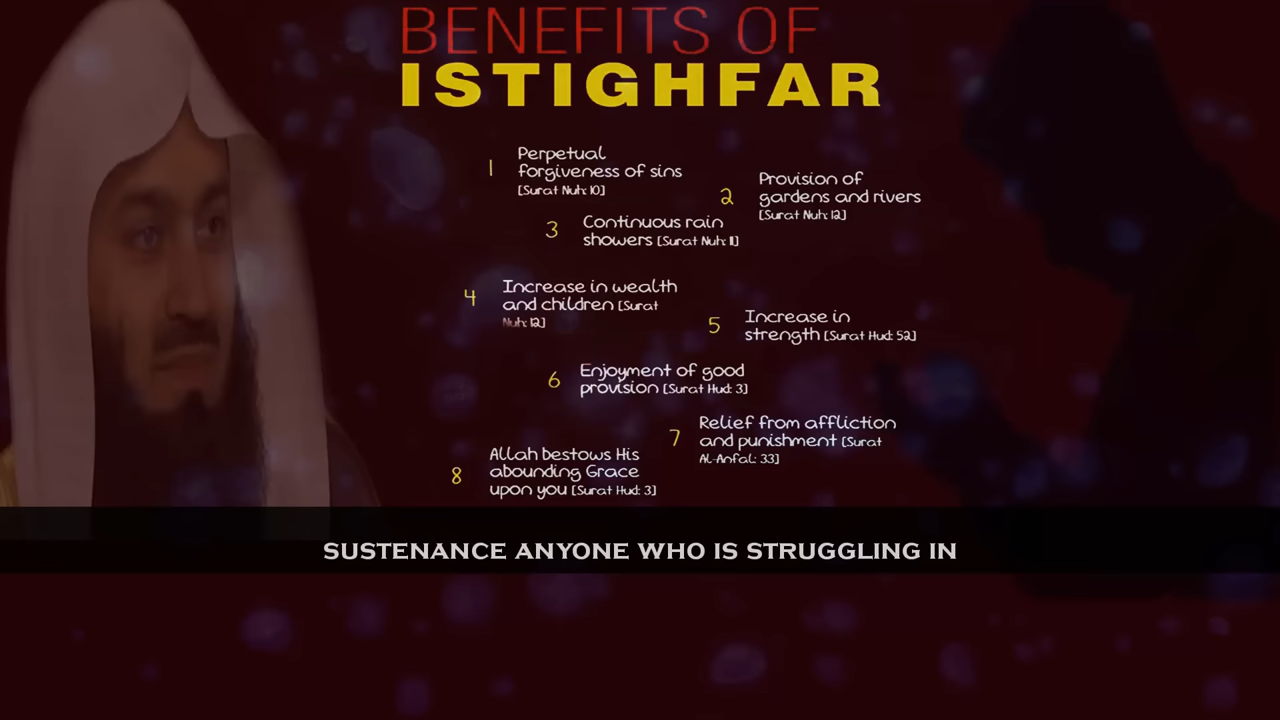 BENEFITS OF
ISTIGHFAR
1 Perpetual
forgiveness of sins
[Surat Nuh: 10]
2 Provision of
gardens and rivers
[Surat Nuh: 12]
3 Continuous rain
showers [Surat Nuh: 11]
4 Increase in wealth
and children [Surat
Nuh: 12]
5 Increase in
strength [Surat Hud: 52]
6 Enjoyment of good
provision [Surat Hud: 3]
7 Relief from affliction
and punishment [Surat
Al-Anfal: 33]
8 Allah bestows His
abounding Grace
upon you [Surat Hud: 3]
SUSTENANCE ANYONE WHO IS STRUGGLING IN